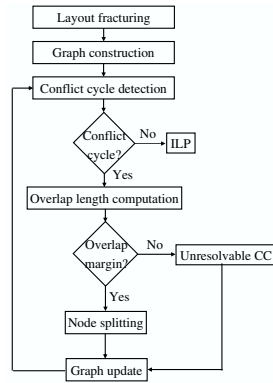 Layout fracturing
Graph construction
Conflict cycle detection
Conflict
cycle?
No
ILP
Yes
Overlap length computation
Overlap
margin?
No
Unresolvable CC
Yes
Node splitting
Graph update